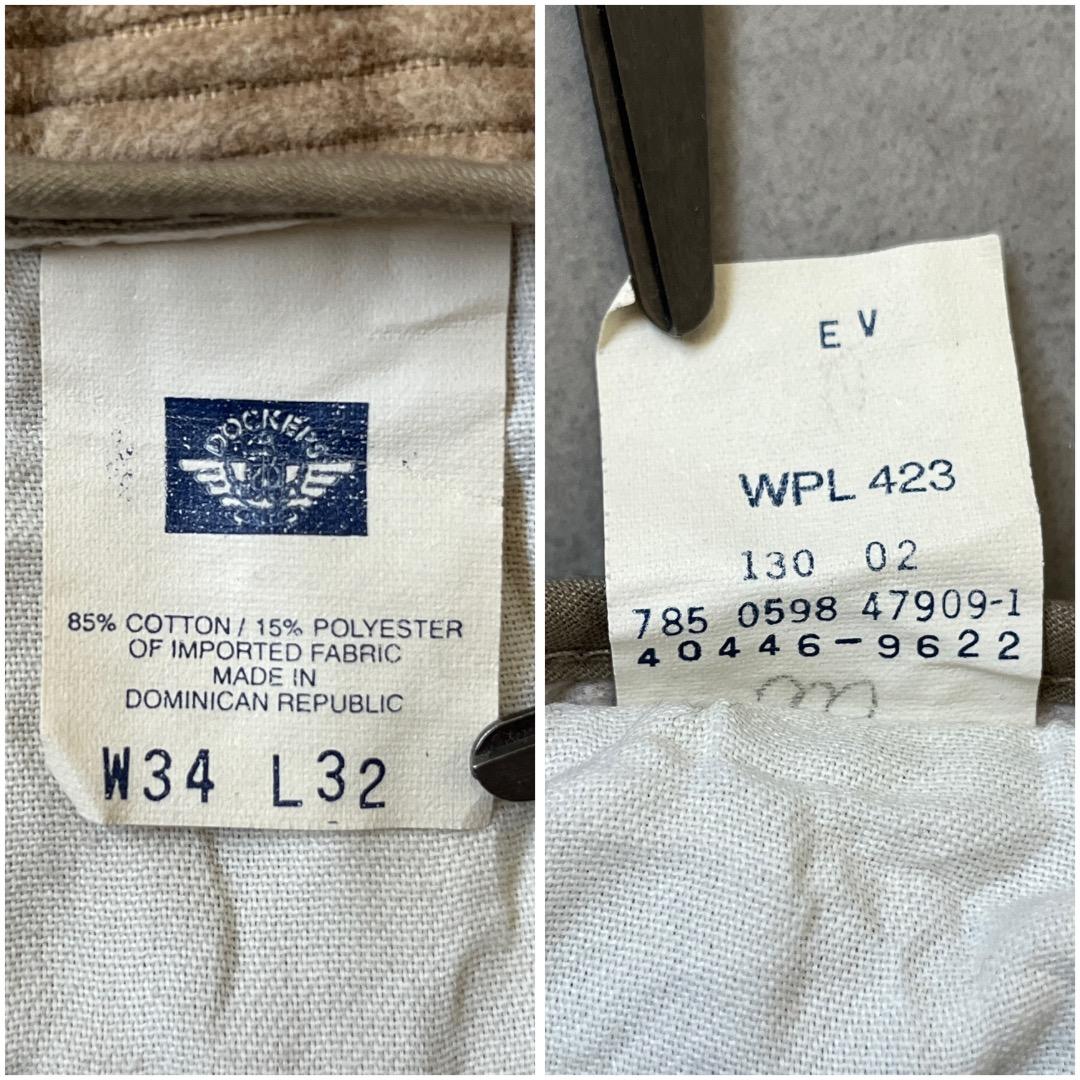 DOCKERS
85% COTTON / 15% POLYESTER
OF IMPORTED FABRIC
MADE IN
DOMINICAN REPUBLIC
W34 L32
E V
WPL 423
130 02
785 0598 47909-1
40446-9622